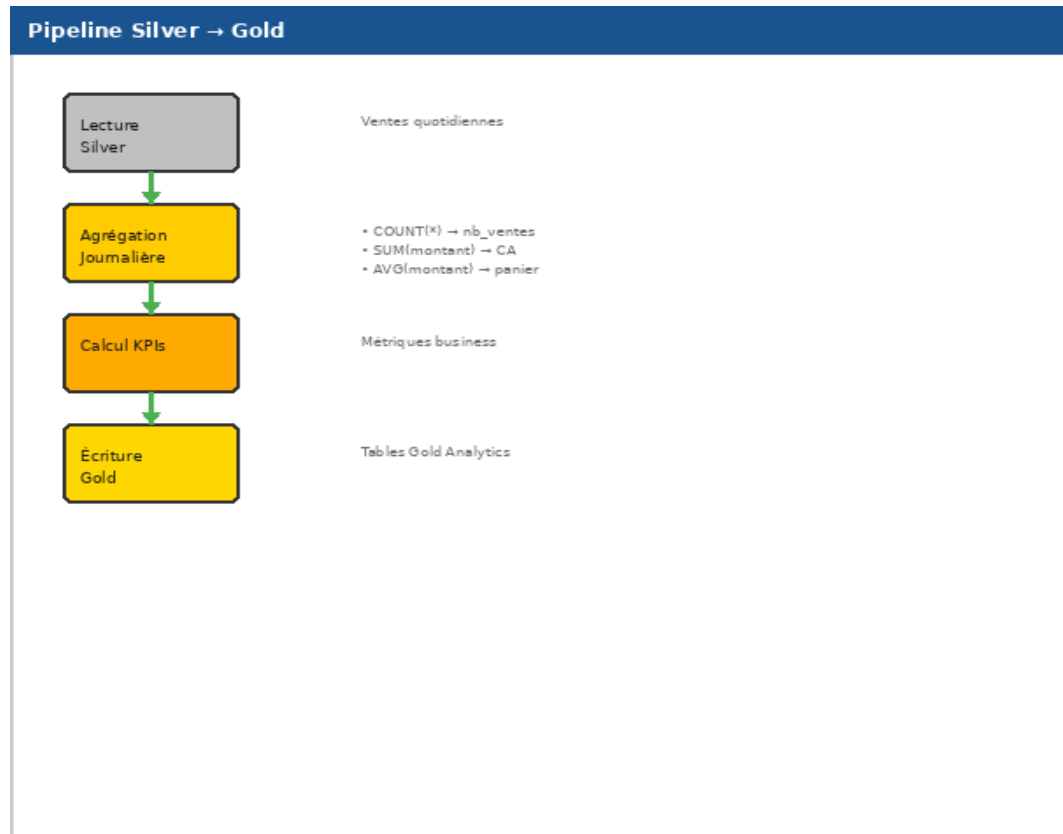 Pipeline Silver → Gold
Lecture
Silver
Ventes quotidiennes
Agrégation
Journalière
• COUNT(*) → nb_ventes
• SUM(montant) → CA
• AVG(montant) → panier
Calcul KPIs
Métriques business
Écriture
Gold
Tables Gold Analytics